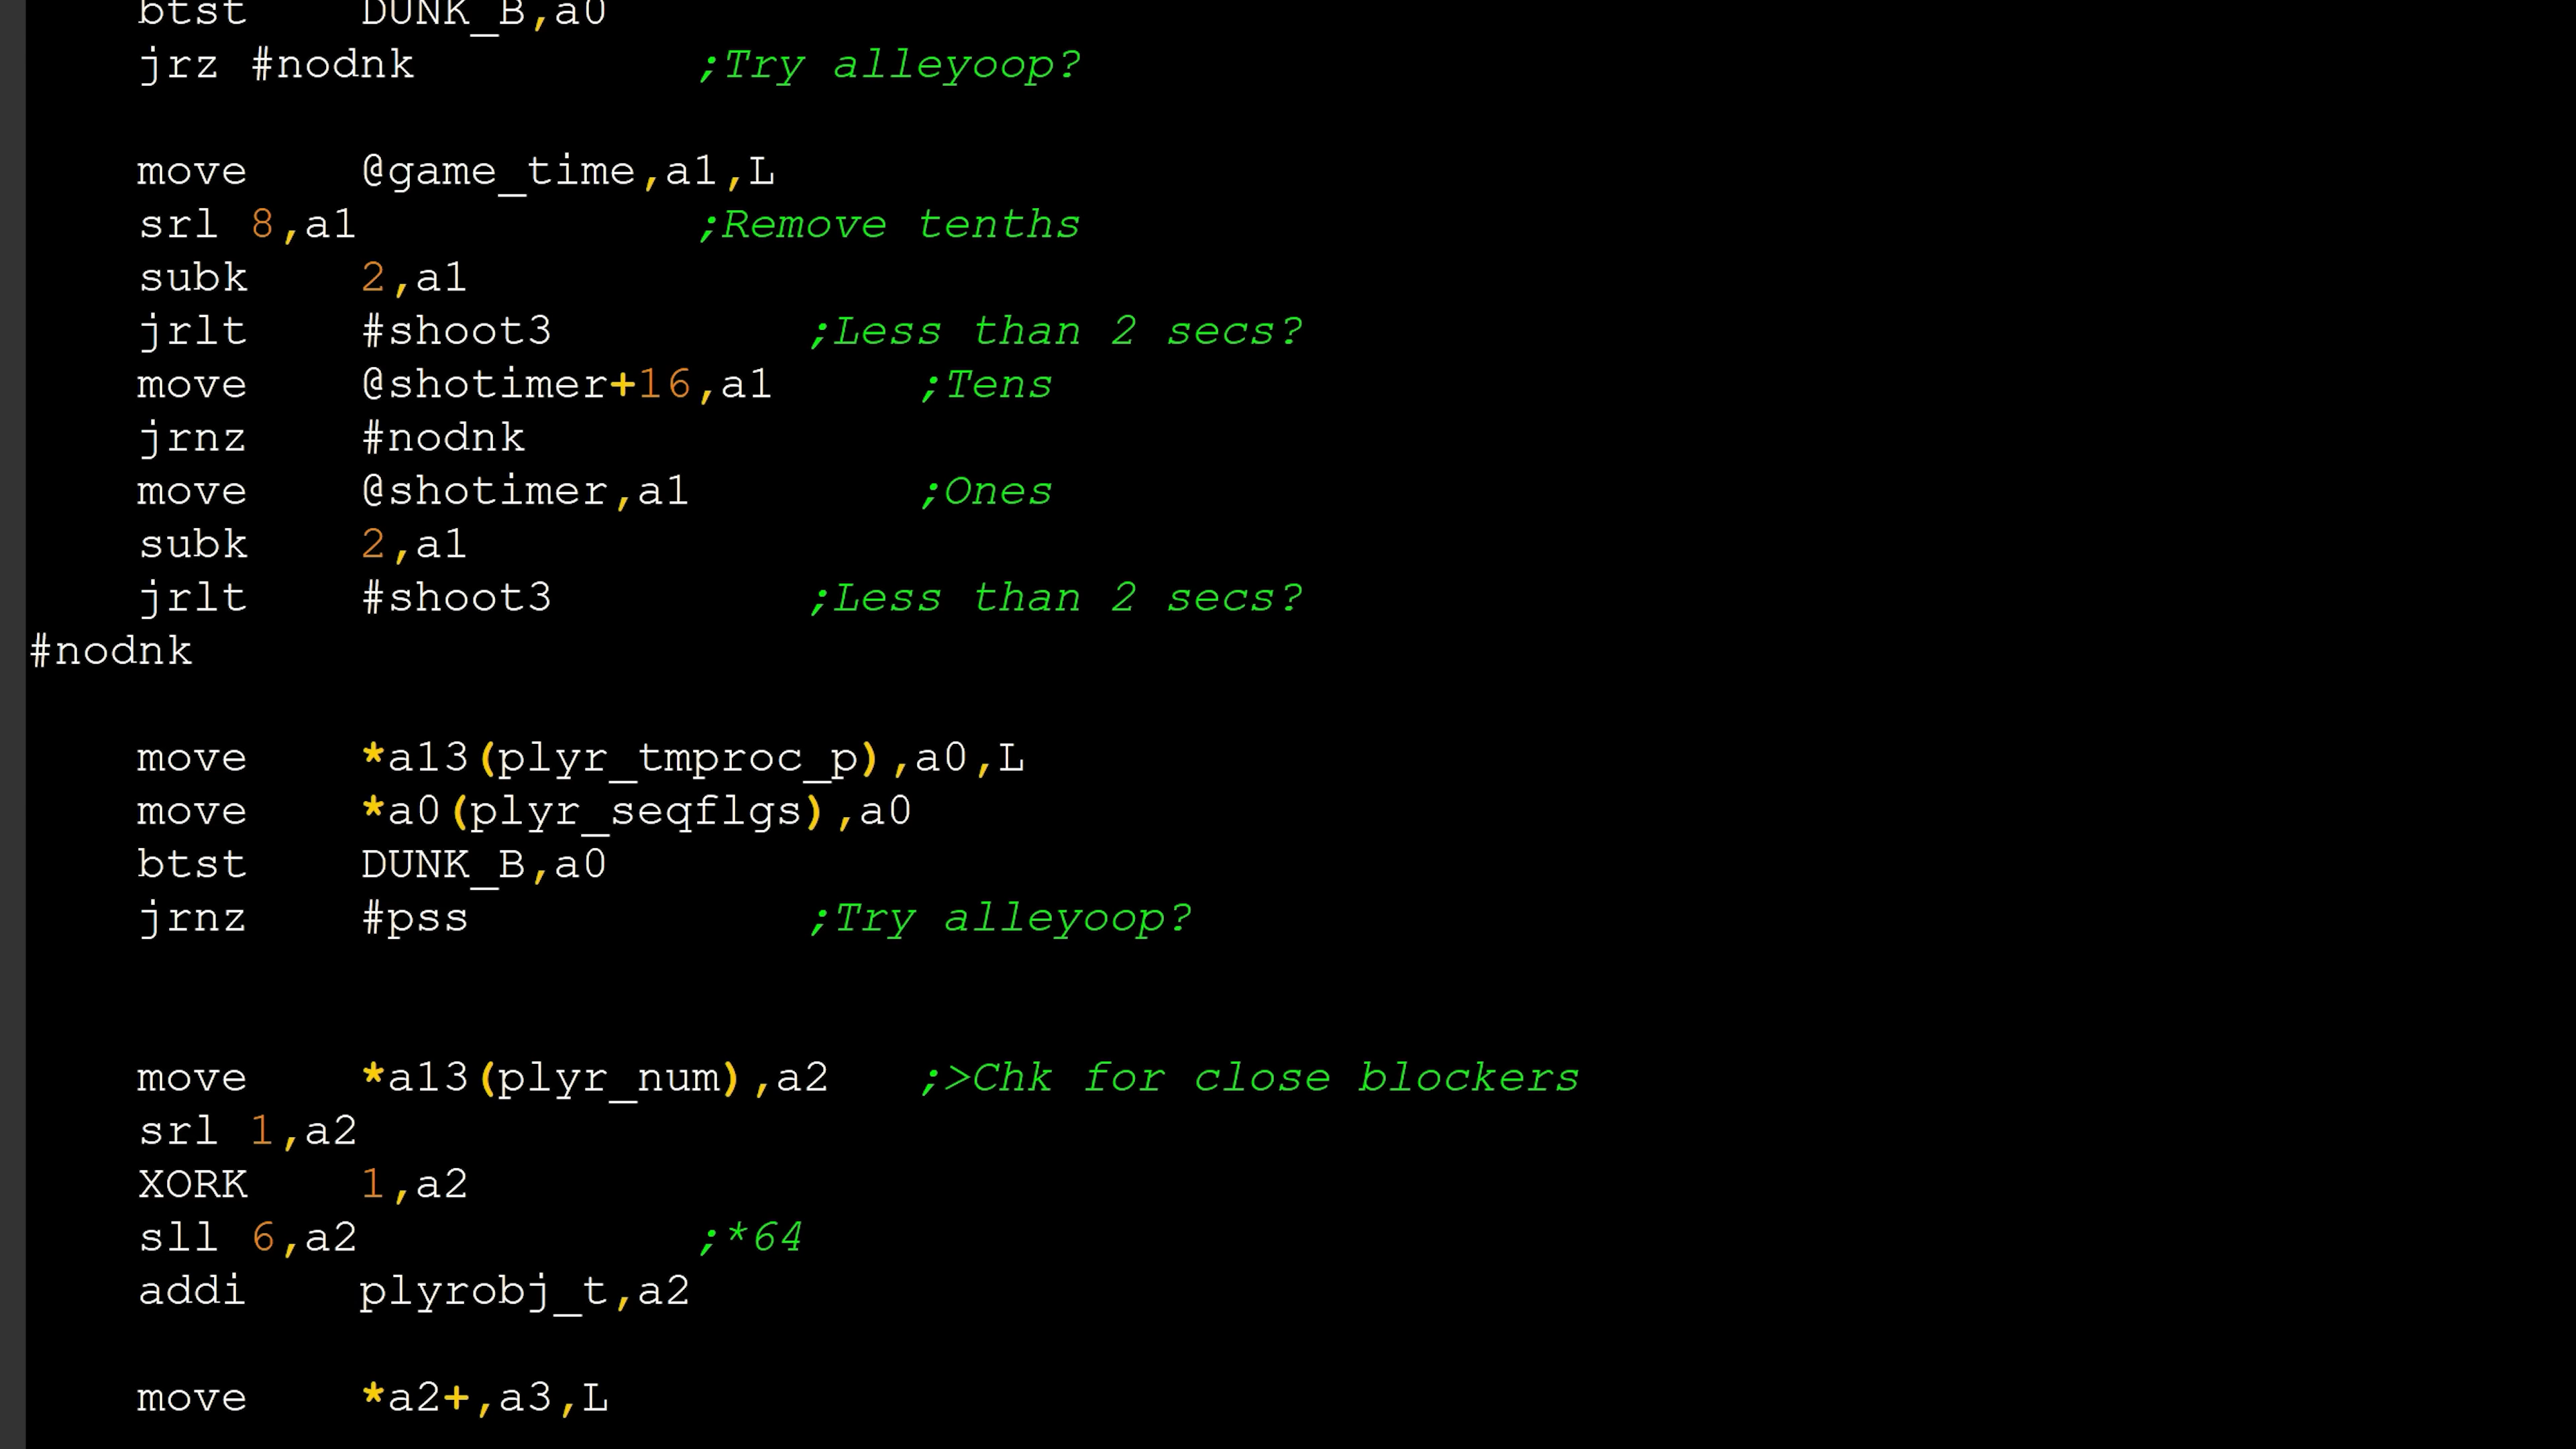 btst DUNK_B,a0
jrz #nodnk ;Try alleyoop?
move @game_time,a1,L
srl 8,a1 ;Remove tenths
subk 2,a1
jrlt #shoot3 ;Less than 2 secs?
move @shotimer+16,a1 ;Tens
jrnz #nodnk
move @shotimer,a1 ;Ones
subk 2,a1
jrlt #shoot3 ;Less than 2 secs?
#nodnk
move *a13(plyr_tmproc_p),a0,L
move *a0(plyr_seqflgs),a0
btst DUNK_B,a0
jrnz #pss ;Try alleyoop?
move *a13(plyr_num),a2 ;>Chk for close blockers
srl 1,a2
XORK 1,a2
sll 6,a2 ;*64
addi plyrobj_t,a2
move *a2+,a3,L